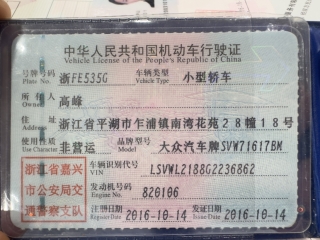 中华人民共和国机动车行驶证
Vehicle License of the People's Republic of China
号牌号码 浙FE535G 车辆类型 小型轿车
Plate No. Vehicle Type
所有人 高峰
Owner
住址 浙江省平湖市乍浦镇南湾花苑28幢18号
Address
使用性质 非营运 品牌型号 大众汽车牌SVW71617BM
Use Character Model
浙江省嘉兴市公安局交通警察支队
车辆识别代号 LSVWL2188G2236862
VIN
发动机号码 820106
Engine No.
注册日期 2016-10-14 发证日期 2016-10-14
Register Date Issue Date